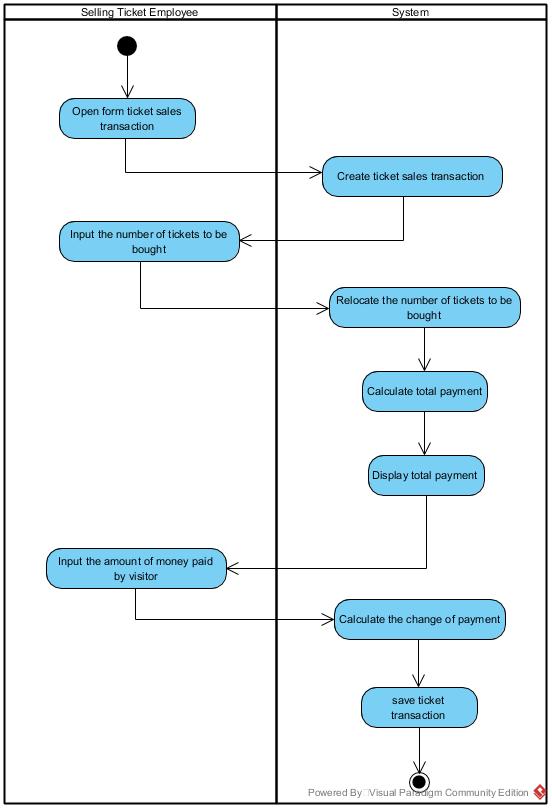 Selling Ticket Employee
System
Open form ticket sales
transaction
Create ticket sales transaction
Input the number of tickets to be
bought
Relocate the number of tickets to be
bought
Calculate total payment
Display total payment
Input the amount of money paid
by visitor
Calculate the change of payment
save ticket
transaction
Powered By Visual Paradigm Community Edition